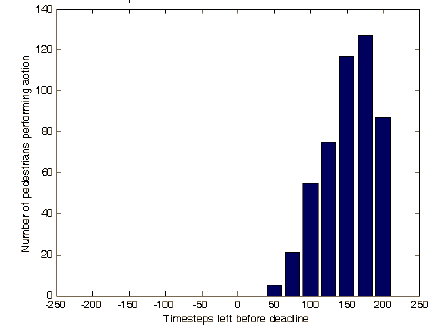 140
120
100
80
60
40
20
0
Number of pedestrians performing action
-250 -200 -150 -100 -50 0 50 100 150 200 250
Timesteps left before deadline